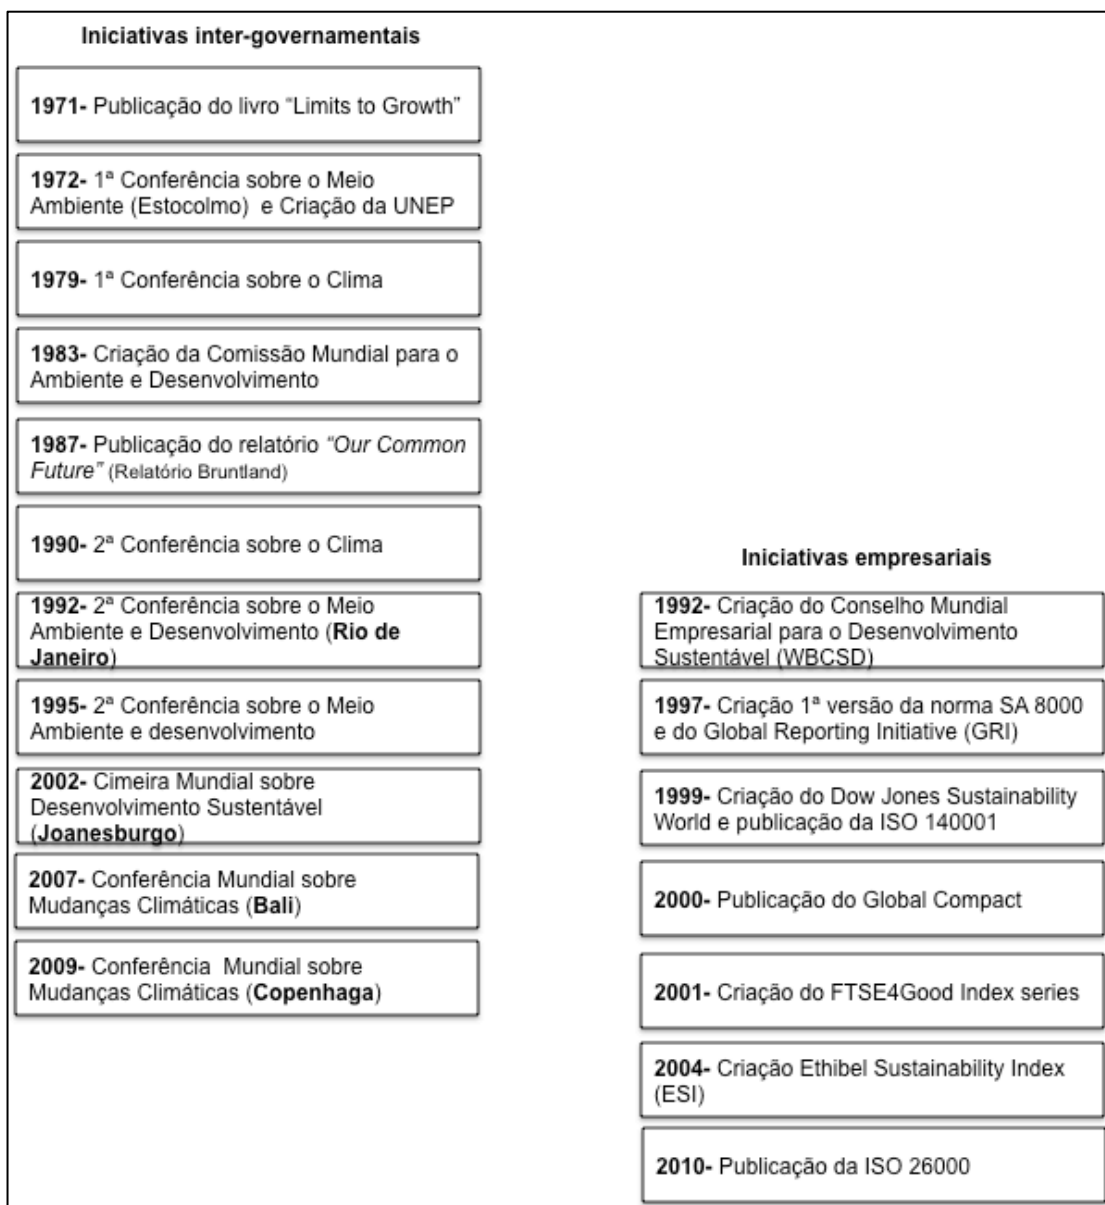 Iniciativas inter-governamentais
1971- Publicação do livro “Limits to Growth”
1972- 1ª Conferência sobre o Meio
Ambiente (Estocolmo)  e Criação da UNEP
1979- 1ª Conferência sobre o Clima
1983- Criação da Comissão Mundial para o
Ambiente e Desenvolvimento
1987- Publicação do relatório “Our Common
Future” (Relatório Bruntland)
1990- 2ª Conferência sobre o Clima
1992- 2ª Conferência sobre o Meio
Ambiente e Desenvolvimento (Rio de
Janeiro)
1995- 2ª Conferência sobre o Meio
Ambiente e desenvolvimento
2002- Cimeira Mundial sobre
Desenvolvimento Sustentável
(Joanesburgo)
2007- Conferência Mundial sobre
Mudanças Climáticas (Bali)
2009- Conferência  Mundial sobre
Mudanças Climáticas (Copenhaga)
Iniciativas empresariais
1992- Criação do Conselho Mundial
Empresarial para o Desenvolvimento
Sustentável (WBCSD)
1997- Criação 1ª versão da norma SA 8000
e do Global Reporting Initiative (GRI)
1999- Criação do Dow Jones Sustainability
World e publicação da ISO 140001
2000- Publicação do Global Compact
2001- Criação do FTSE4Good Index series
2004- Criação Ethibel Sustainability Index
(ESI)
2010- Publicação da ISO 26000